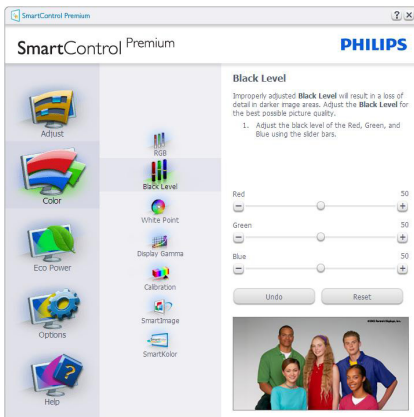 SmartControl Premium
SmartControl Premium
PHILIPS
Adjust
Color
Eco Power
Options
Help
RGB
Black Level
White Point
Display Gamma
Calibration
SmartImage
SmartKolor
Black Level
Improperly adjusted Black Level will result in a loss of
detail in darker image areas. Adjust the Black Level for
the best possible picture quality.
1. Adjust the black level of the Red, Green, and
Blue using the slider bars.
Red 50
Green 50
Blue 50
Undo Reset